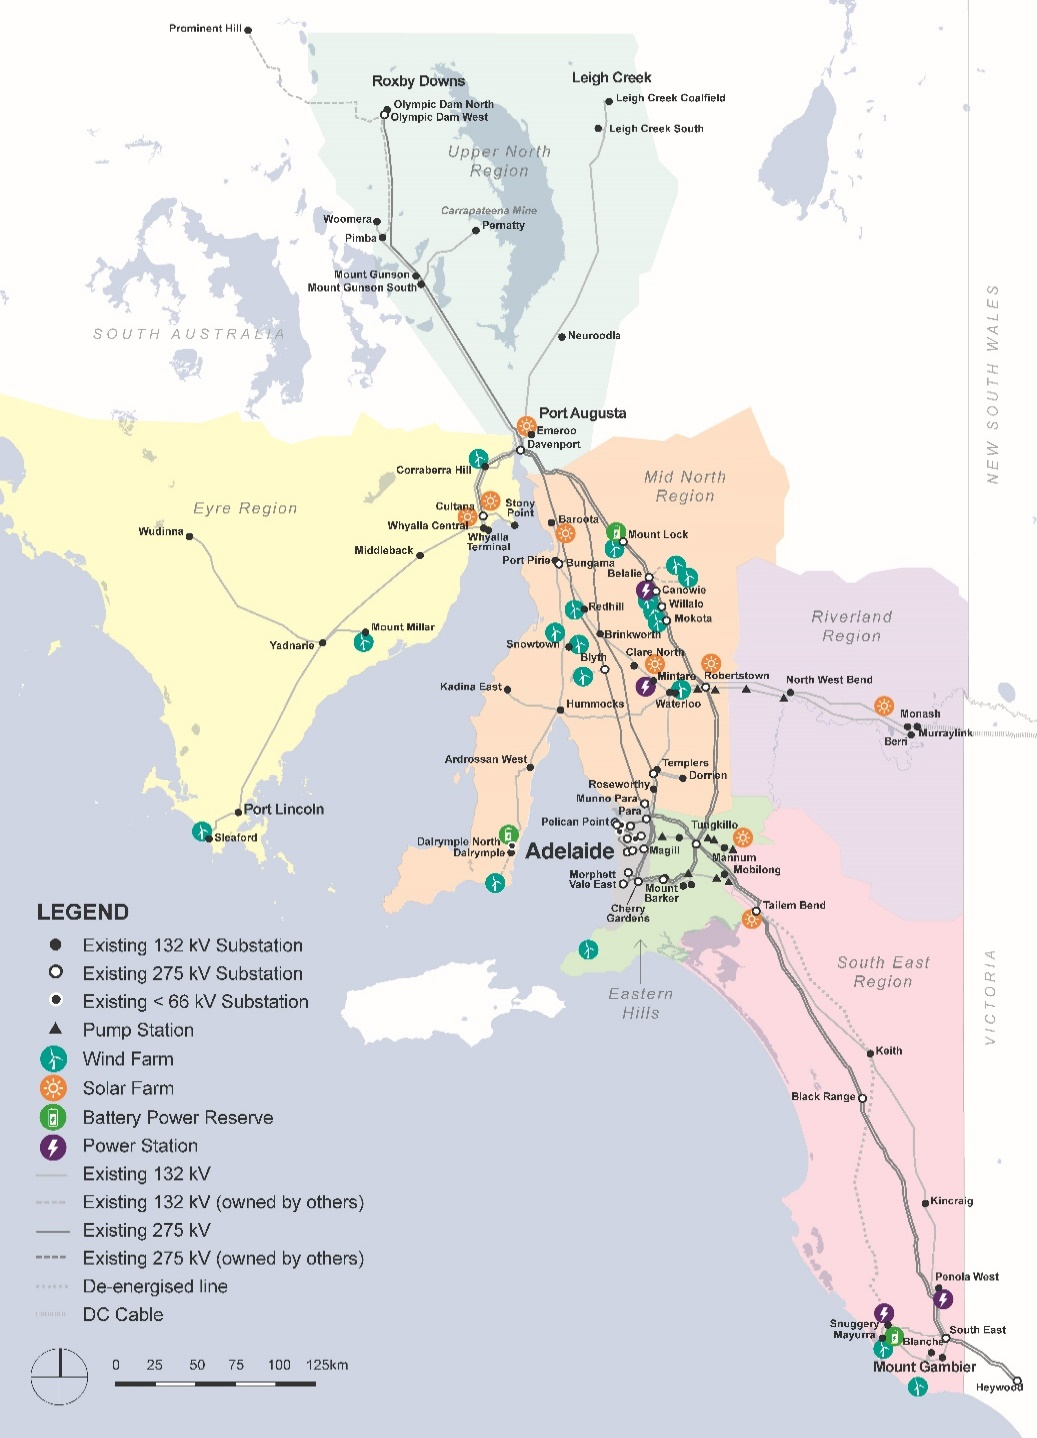 Prominent Hill
Roxby Downs
Leigh Creek
Olympic Dam North
Olympic Dam West
Leigh Creek Coalfield
Leigh Creek South
Upper North
Region
Carrapateena Mine
Pernatty
Woomera
Pimba
Mount Gunson
Mount Gunson South
SOUTH AUSTRALIA
NEW SOUTH WALES
Neuroodla
Port Augusta
Emeroo
Davenport
Corraberra Hill
Mid North
Region
Eyre Region
Cultana
Stony
Point
Whyalla Central
Whyalla
Terminal
Wudinna
Middleback
Baroota
Mount Lock
Port Pirie
Bungama
Belalie
Canowie
Willalo
Mokota
Redhill
Brinkworth
Snowtown
Blyth
Clare North
Mintaro
Waterloo
Robertstown
Riverland
Region
North West Bend
Monash
Murraylink
Berri
Mount Millar
Yadnarie
Kadina East
Hummocks
Ardrossan West
Templers
Dorrien
Roseworthy
Munno Para
Para
Pelican Point
Tungkillo
Port Lincoln
Sleaford
Dalrymple North
Dalrymple
Adelaide
Magill
Mannum
Mobilong
Morphett
Vale East
Mount
Barker
Cherry
Gardens
Tailem Bend
South East
Region
Eastern
Hills
VICTORIA
Keith
Black Range
Kincraig
Penola West
Snuggery
Mayurra
Blanche
South East
Mount Gambier
Heywood
LEGEND
Existing 132 kV Substation
Existing 275 kV Substation
Existing < 66 kV Substation
Pump Station
Wind Farm
Solar Farm
Battery Power Reserve
Power Station
Existing 132 kV
Existing 132 kV (owned by others)
Existing 275 kV
Existing 275 kV (owned by others)
De-energised line
DC Cable
0 25 50 75 100 125km